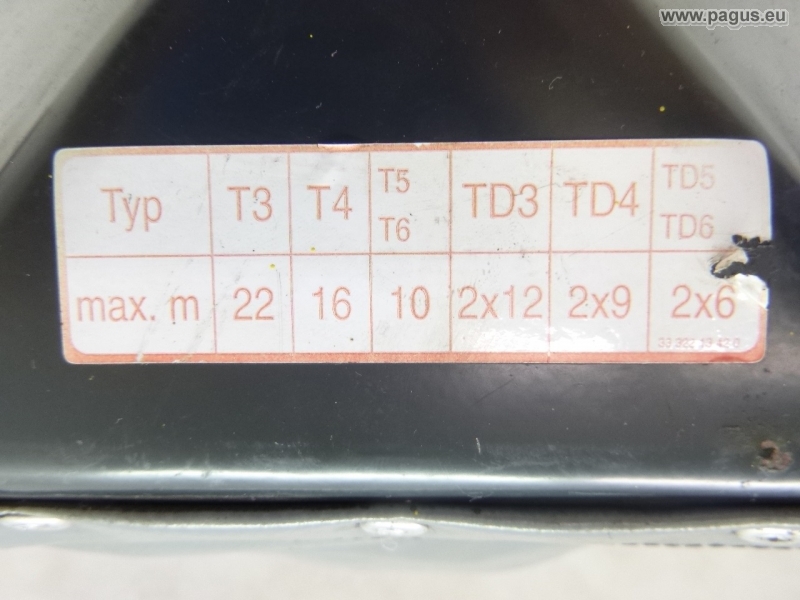 www.pagus.eu
Typ T3 T4 T5 T6 TD3 TD4 TD5 TD6
max. m 22 16 10 2x12 2x9 2x6